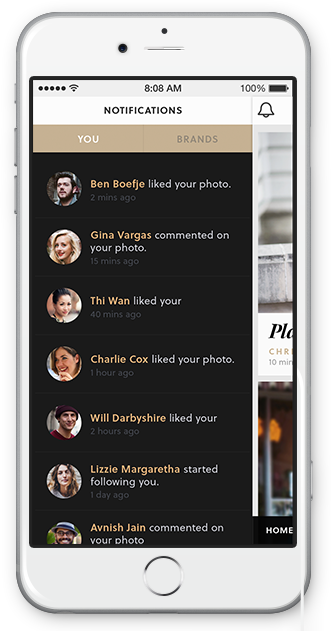 8:08 AM
100%
NOTIFICATIONS
YOU
BRANDS
Ben Boefje liked your photo.
2 mins ago
Gina Vargas commented on
your photo.
15 mins ago
Thi Wan liked your
40 mins ago
Charlie Cox liked your photo.
1 hour ago
Will Darbyshire liked your
2 hours ago
Lizzie Margaretha started
following you.
1 day ago
Avnish Jain commented on
your photo
Pla
CHR
10 min
HOME